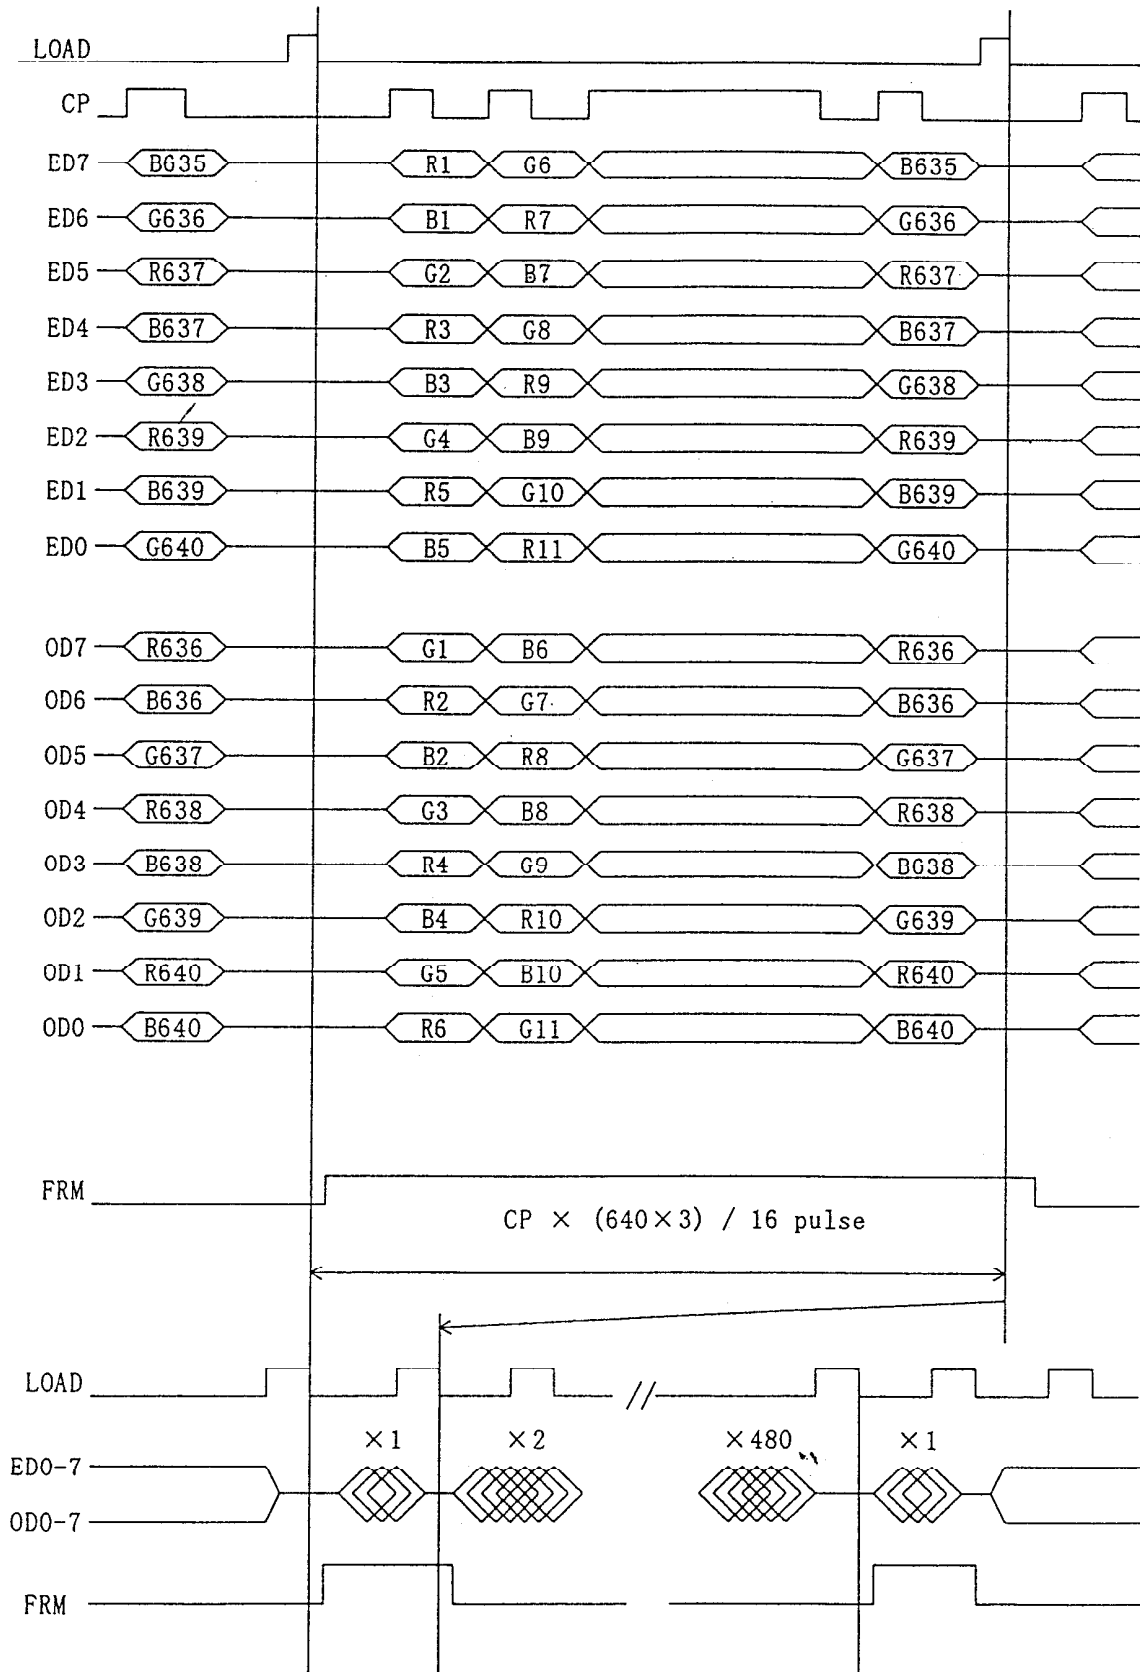 LOAD
CP
ED7 BG35 R1 G6 B635
ED6 G636 B1 R7 G636
ED5 R637 G2 B7 R637
ED4 B637 R3 G8 B637
ED3 G638 B3 R9 G638
ED2 R639 G4 B9 R639
ED1 B639 R5 G10 B639
ED0 G640 B5 R11 G640
OD7 R636 G1 B6 R636
OD6 B636 R2 G7 B636
OD5 G637 B2 R8 G637
OD4 R638 G3 B8 R638
OD3 B638 R4 G9 BG38
OD2 G639 B4 R10 G639
OD1 R640 G5 B10 R640
OD0 B640 R6 G11 B640
FRM
CP × (640×3) / 16 pulse
LOAD //
×1 ×2 ×480 ×1
ED0-7
OD0-7
FRM